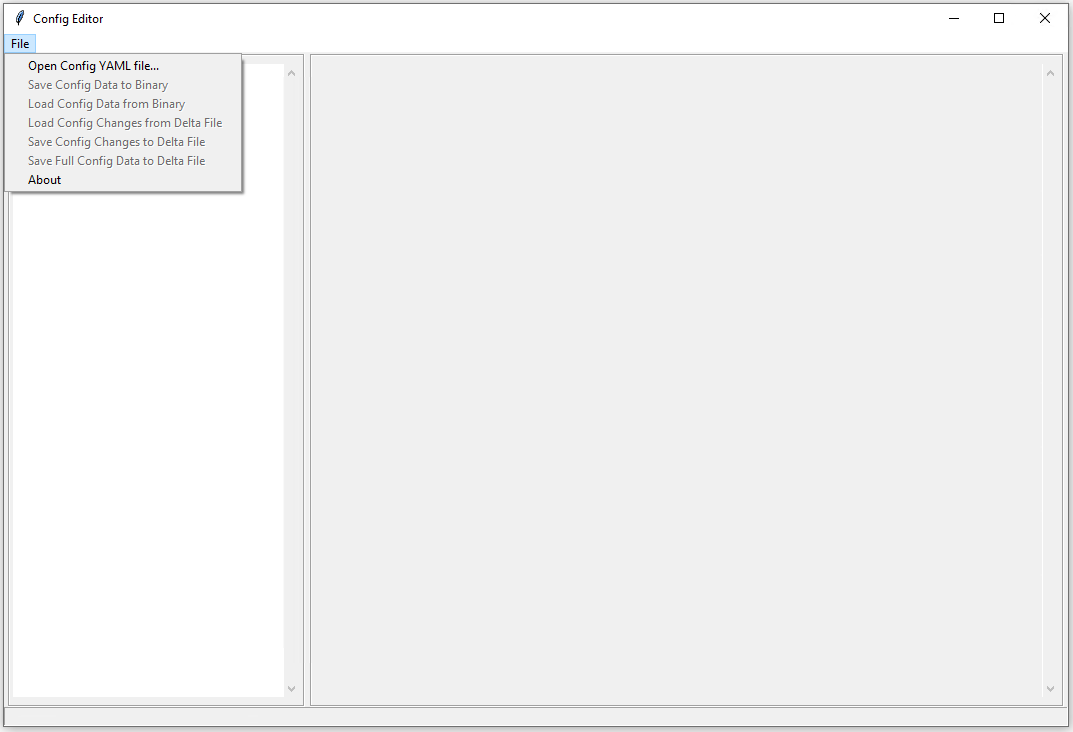 Config Editor
File
Open Config YAML file...
Save Config Data to Binary
Load Config Data from Binary
Load Config Changes from Delta File
Save Config Changes to Delta File
Save Full Config Data to Delta File
About